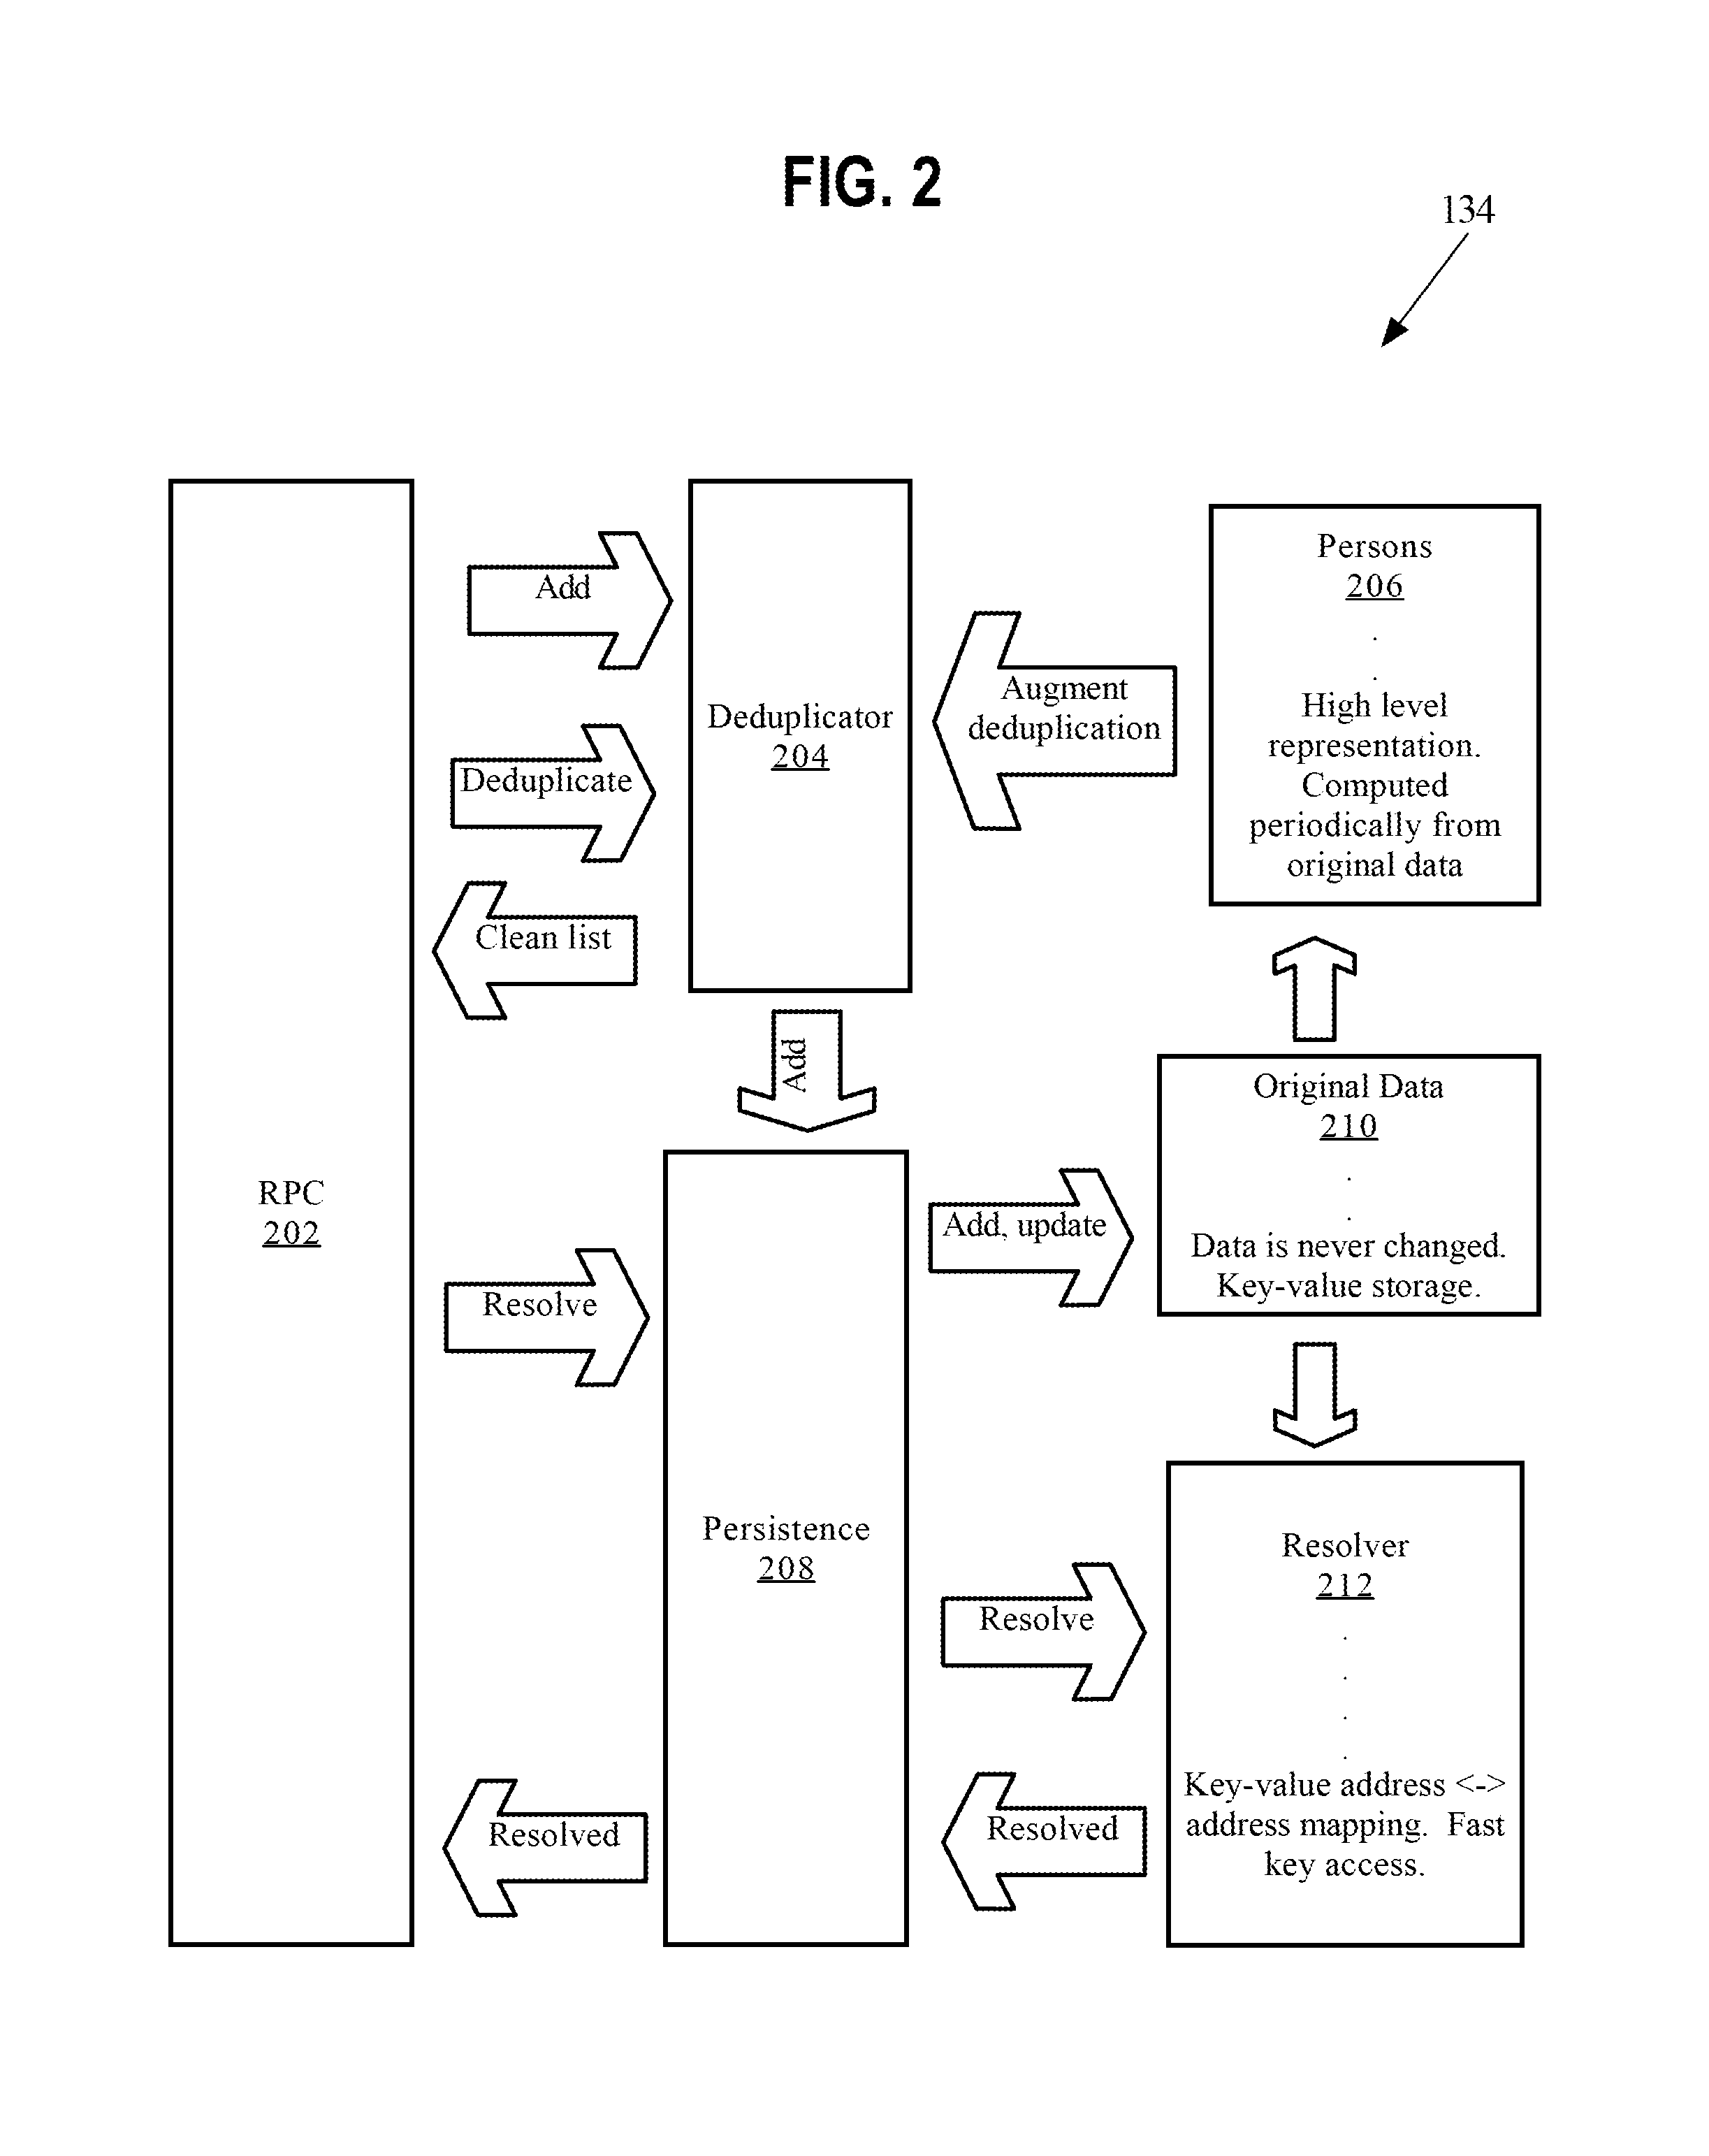 FIG. 2
134
RPC
202
Add
Deduplicate
Clean list
Deduplicator
204
Augment
deduplication
Persons
206
.
.
High level
representation.
Computed
periodically from
original data
Add
Resolve
Resolved
Persistence
208
Add, update
Original Data
210
.
.
Data is never changed.
Key-value storage.
Resolve
Resolved
Resolver
212
.
.
.
.
Key-value address <->
address mapping.  Fast
key access.